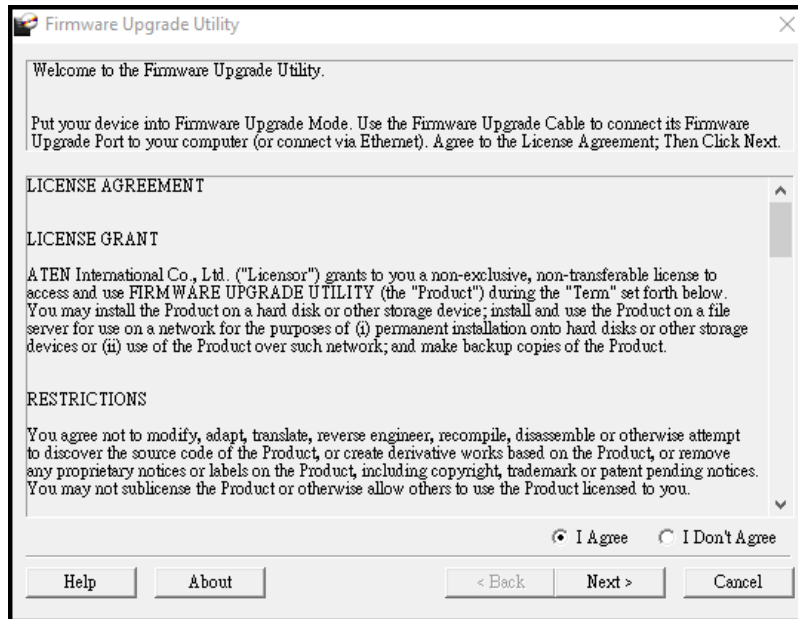 Firmware Upgrade Utility
Welcome to the Firmware Upgrade Utility.
Put your device into Firmware Upgrade Mode. Use the Firmware Upgrade Cable to connect its Firmware
Upgrade Port to your computer (or connect via Ethernet). Agree to the License Agreement; Then Click Next.
LICENSE AGREEMENT
LICENSE GRANT
ATEN International Co., Ltd. ("Licensor") grants to you a non-exclusive, non-transferable license to
access and use FIRMWARE UPGRADE UTILITY (the "Product") during the "Term" set forth below.
You may install the Product on a hard disk or other storage device; install and use the Product on a file
server for use on a network for the purposes of (i) permanent installation onto hard disks or other storage
devices or (ii) use of the Product over such network; and make backup copies of the Product.
RESTRICTIONS
You agree not to modify, adapt, translate, reverse engineer, recompile, disassemble or otherwise attempt
to discover the source code of the Product, or create derivative works based on the Product, or remove
any proprietary notices or labels on the Product, including copyright, trademark or patent pending notices.
You may not sublicense the Product or otherwise allow others to use the Product licensed to you.
I Agree I Don't Agree
Help About < Back Next > Cancel